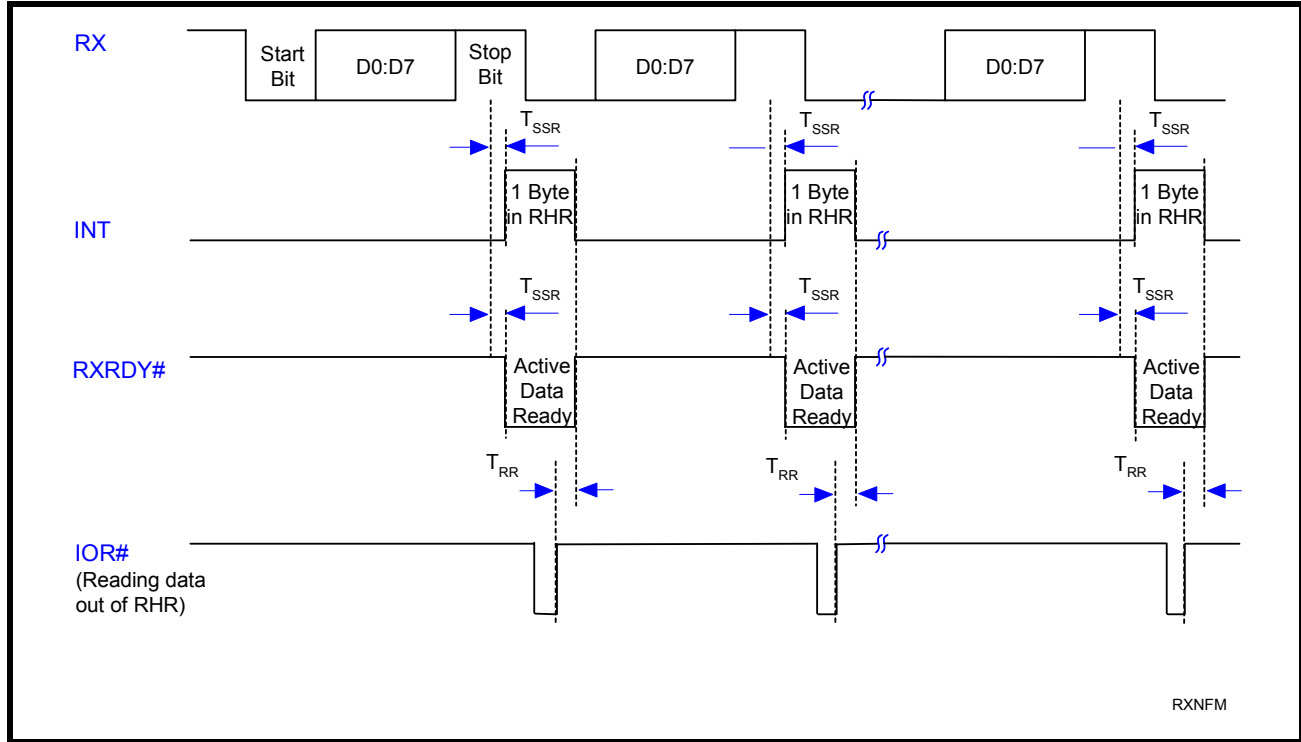 RX
Start
Bit
D0:D7
Stop
Bit
D0:D7
D0:D7
TSSR
TSSR
TSSR
INT
1 Byte
in RHR
1 Byte
in RHR
1 Byte
in RHR
TSSR
TSSR
TSSR
RXRDY#
Active
Data
Ready
Active
Data
Ready
Active
Data
Ready
TRR
TRR
TRR
IOR#
(Reading data
out of RHR)
RXNFM